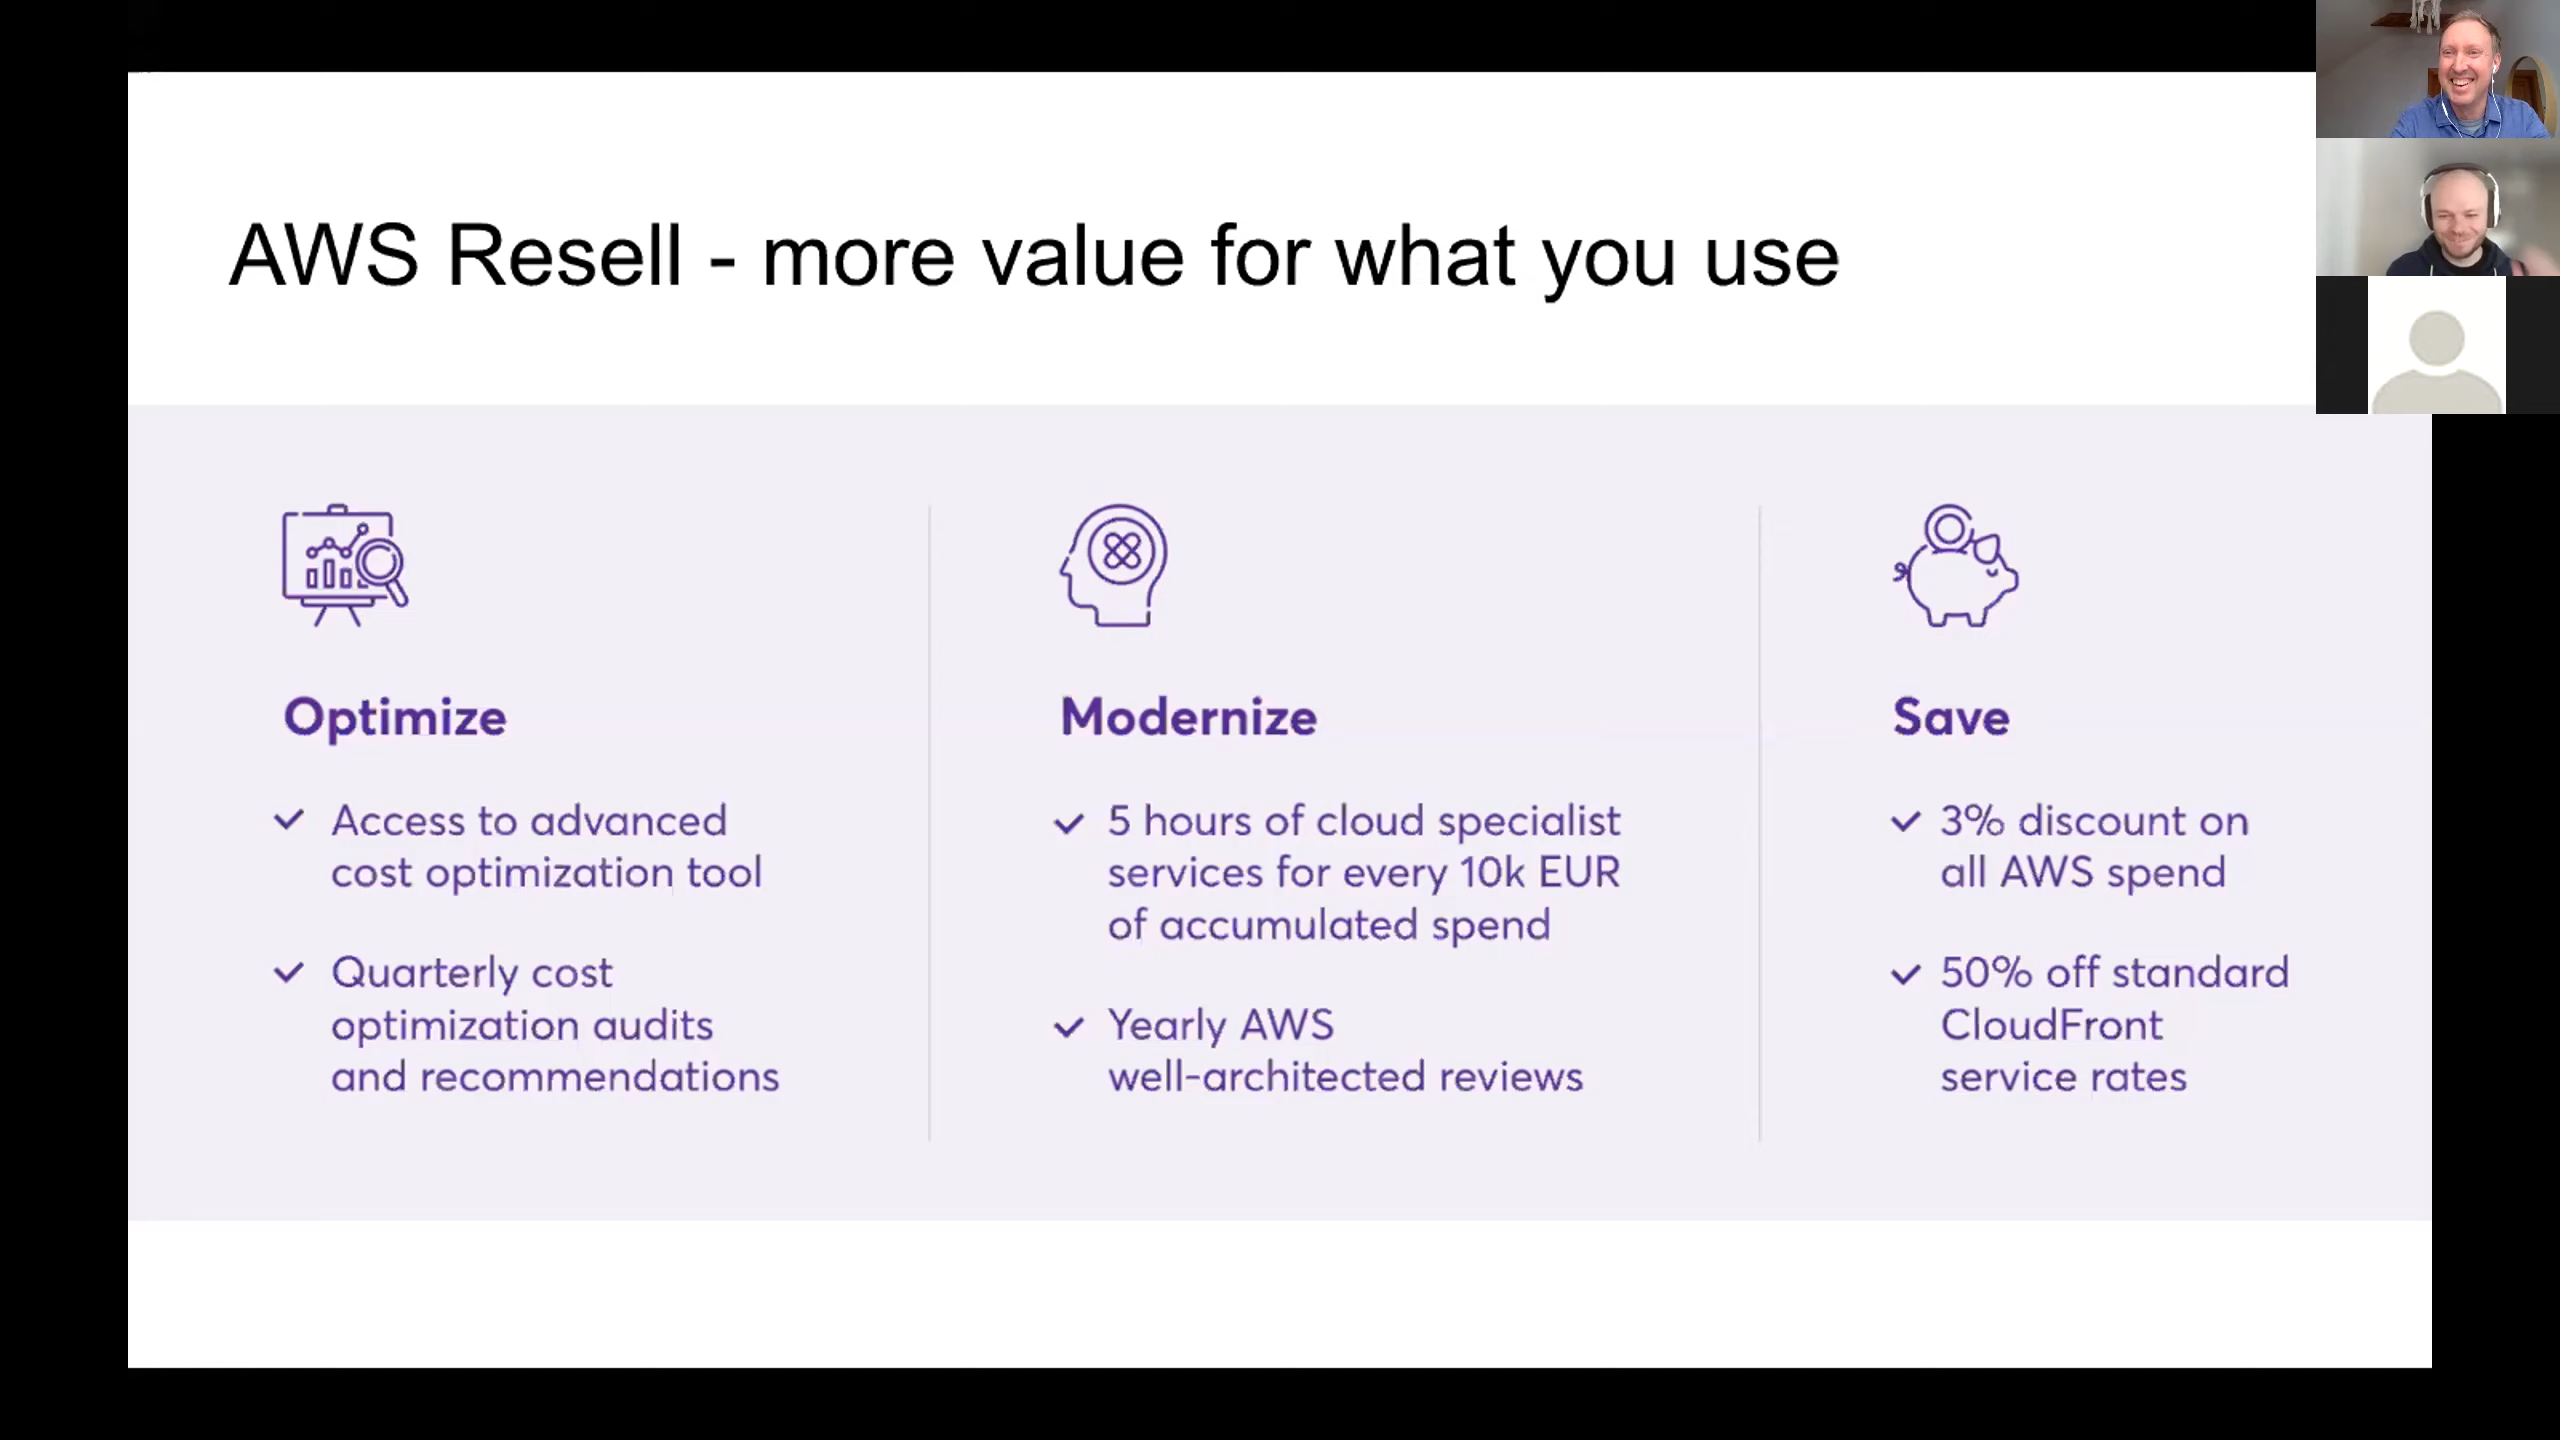 AWS Resell - more value for what you use
Optimize
Access to advanced
cost optimization tool
Quarterly cost
optimization audits
and recommendations
Modernize
5 hours of cloud specialist
services for every 10k EUR
of accumulated spend
Yearly AWS
well-architected reviews
Save
3% discount on
all AWS spend
50% off standard
CloudFront
service rates